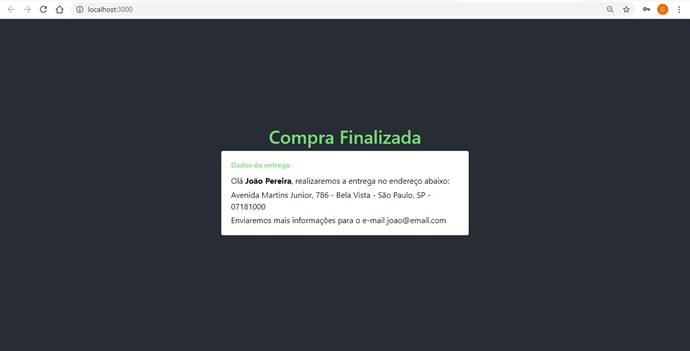 localhost:3000
C
Compra Finalizada
Dados da entrega:
Olá João Pereira, realizaremos a entrega no endereço abaixo:
Avenida Martins Junior, 786 - Bela Vista - São Paulo, SP -
07181000
Enviaremos mais informações para o e-mail joao@email.com